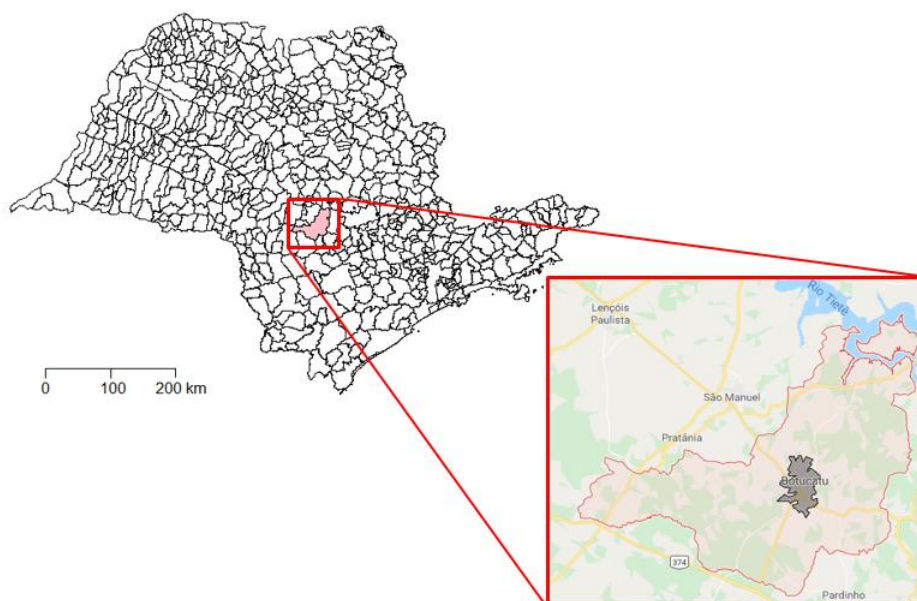 0 100 200 km
Rio Tietê
Lençóis
Paulista
São Manuel
Pratânia
Botucatu
374
Pardinho